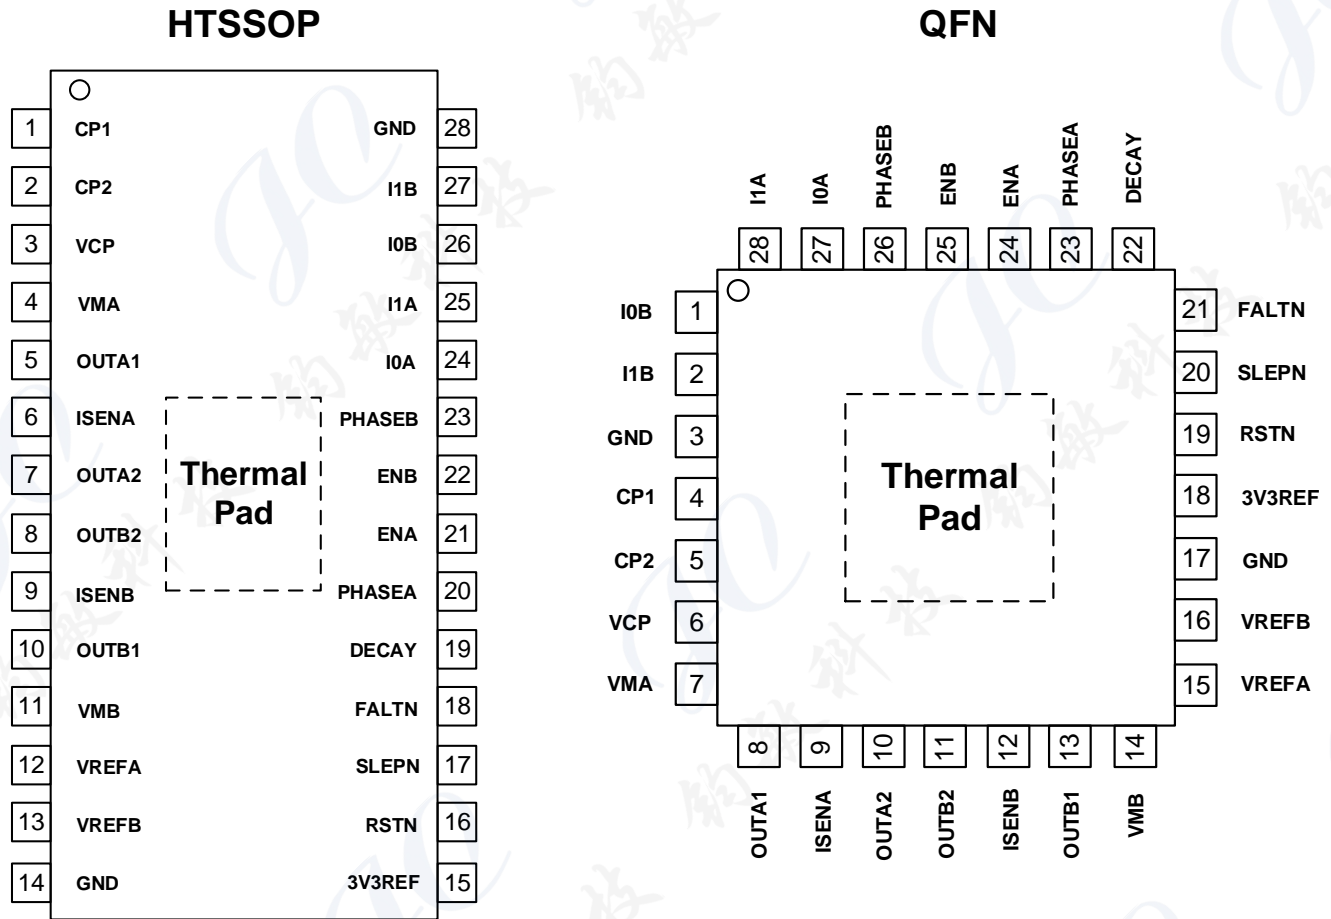 HTSSOP
1 CP1 GND 28
2 CP2 I1B 27
3 VCP I0B 26
4 VMA I1A 25
5 OUTA1 I0A 24
6 ISENA PHASEB 23
7 OUTA2 ENB 22
8 OUTB2 ENA 21
9 ISENB PHASEA 20
10 OUTB1 DECAY 19
11 VMB FALTN 18
12 VREFA SLEPN 17
13 VREFB RSTN 16
14 GND 3V3REF 15
Thermal
Pad
QFN
I1A I0A PHASEB ENB ENA PHASEA DECAY
28 27 26 25 24 23 22
I0B 1 21 FALTN
I1B 2 20 SLEPN
GND 3 19 RSTN
CP1 4 18 3V3REF
CP2 5 17 GND
VCP 6 16 VREFB
VMA 7 15 VREFA
Thermal
Pad
8 9 10 11 12 13 14
OUTA1 ISENA OUTA2 OUTB2 ISENB OUTB1 VMB
鈞敏科技